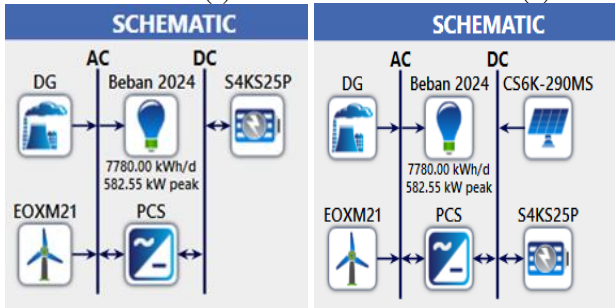 SCHEMATIC
AC DC
DG Beban 2024 S4KS25P
7780.00 kWh/d
582.55 kW peak
EOXM21 PCS
SCHEMATIC
AC DC
DG Beban 2024 CS6K-290MS
7780.00 kWh/d
582.55 kW peak
EOXM21 PCS S4KS25P